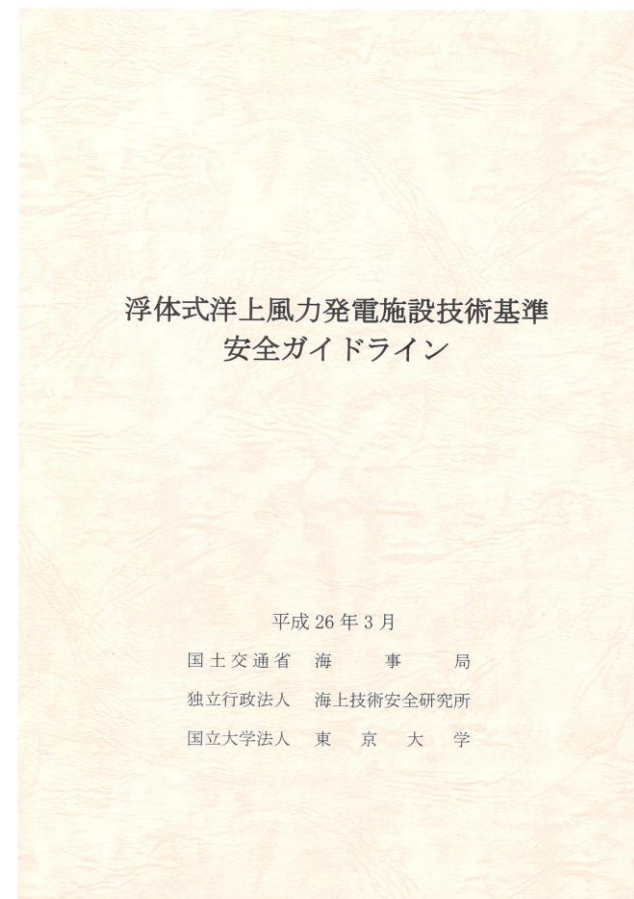 浮体式洋上風力発電施設技術基準
安全ガイドライン
平成 26 年 3 月
国土交通省 海事局
独立行政法人 海上技術安全研究所
国立大学法人 東京大学